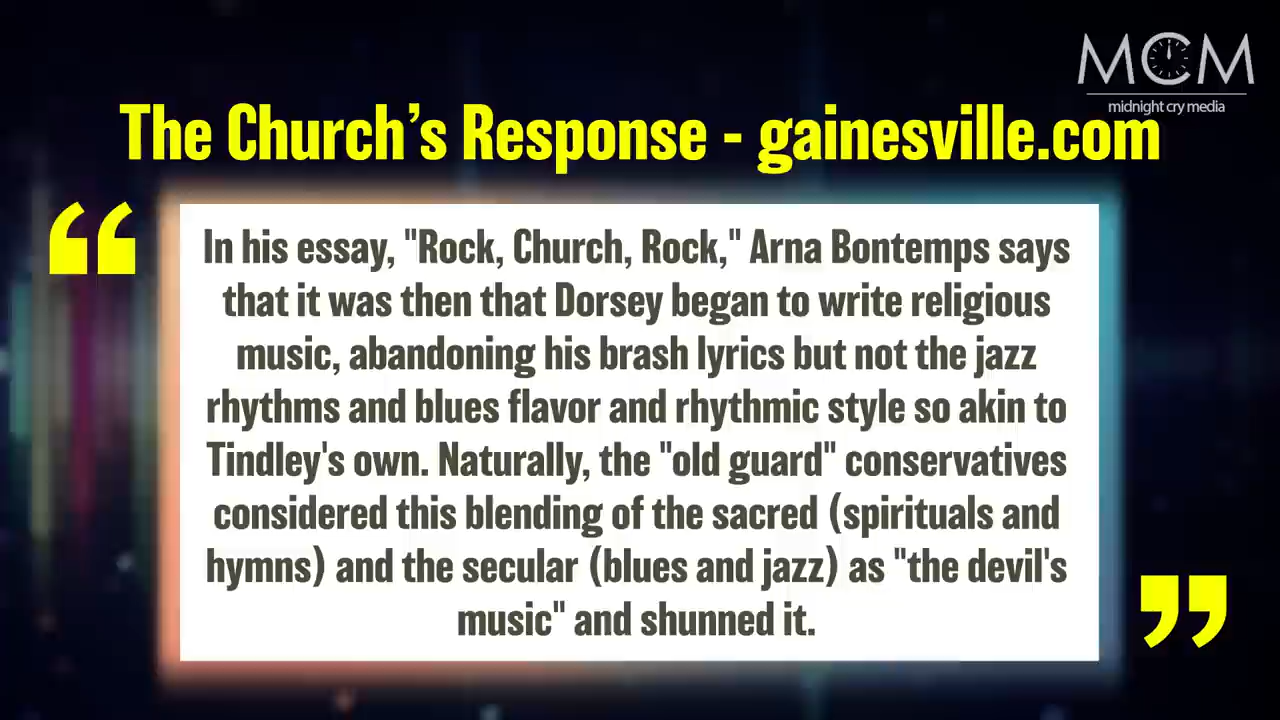 MCM
midnight cry media
The Church’s Response - gainesville.com
“
In his essay, "Rock, Church, Rock," Arna Bontemps says
that it was then that Dorsey began to write religious
music, abandoning his brash lyrics but not the jazz
rhythms and blues flavor and rhythmic style so akin to
Tindley's own. Naturally, the "old guard" conservatives
considered this blending of the sacred (spirituals and
hymns) and the secular (blues and jazz) as "the devil's
music" and shunned it.
”